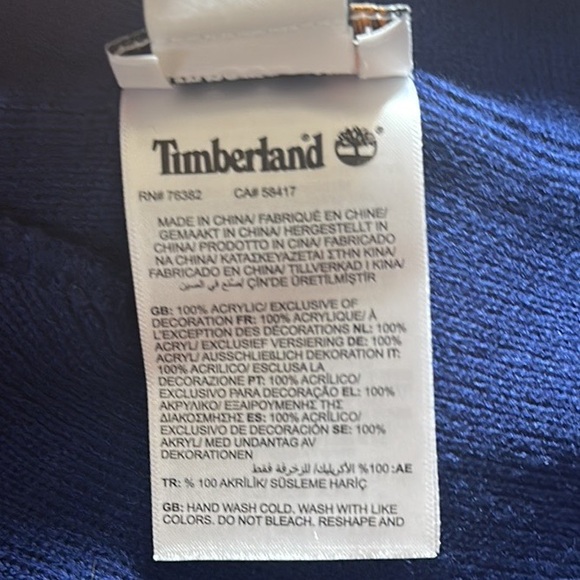 Timberland
RN# 76382 CA# 58417
MADE IN CHINA/ FABRIQUÉ EN CHINE/
GEMAAKT IN CHINA/ HERGESTELLT IN
CHINA/ PRODOTTO IN CINA/ FABRICADO
NA CHINA/ ΚΑΤΑΣΚΕΥΑΖΕΤΑΙ ΣΤΗΝ ΚΙΝΑ/
FABRICADO EN CHINA/ TILLVERKAD I KINA/
صنع في الصين/ ÇİN'DE ÜRETİLMİŞTİR
GB: 100% ACRYLIC/ EXCLUSIVE OF
DECORATION FR: 100% ACRYLIQUE/ À
L'EXCEPTION DES DÉCORATIONS NL: 100%
ACRYL/ EXCLUSIEF VERSIERING DE: 100%
ACRYL/ AUSSCHLIEßLICH DEKORATION IT:
100% ACRILICO/ ESCLUSA LA
DECORAZIONE PT: 100% ACRÍLICO/
EXCLUSIVO PARA DECORAÇÃO EL: 100%
ΑΚΡΥΛΙΚΟ/ ΕΞΑΙΡΟΥΜΕΝΗΣ ΤΗΣ
ΔΙΑΚΟΣΜΗΣΗΣ ES: 100% ACRÍLICO/
EXCLUSIVO DE DECORACIÓN SE: 100%
AKRYL/ MED UNDANTAG AV
DEKORATIONEN
AE: 100% الأكريليك/ للزخرفة فقط
TR: % 100 AKRİLİK/ SÜSLEME HARİÇ
GB: HAND WASH COLD. WASH WITH LIKE
COLORS. DO NOT BLEACH. RESHAPE AND